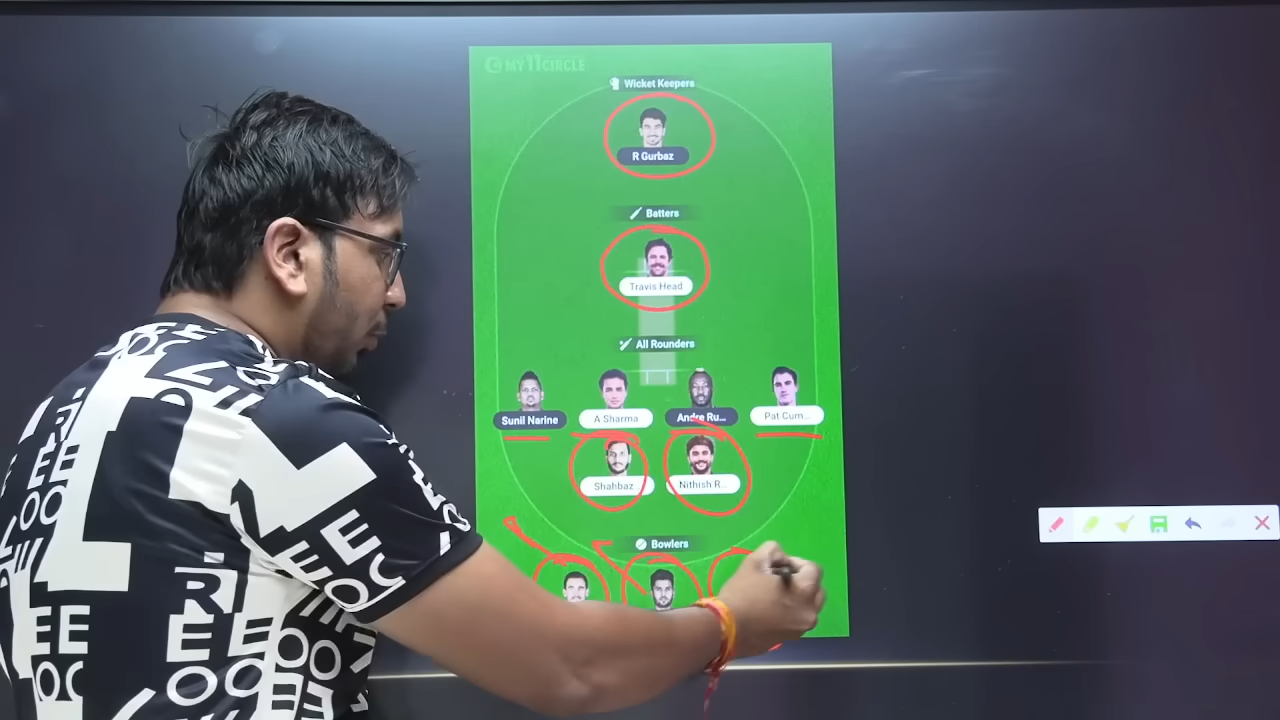 MY11CIRCLE
Wicket Keepers
R Gurbaz
Batters
Travis Head
All Rounders
Sunil Narine
A Sharma
Andre Ru...
Pat Cum...
Shahbaz
Nithish R...
Bowlers